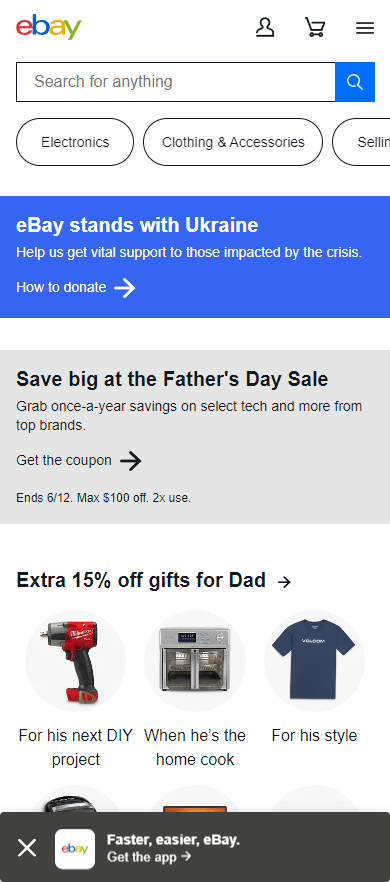 ebay
Search for anything
Electronics
Clothing & Accessories
Sellin
eBay stands with Ukraine
Help us get vital support to those impacted by the crisis.
How to donate
Save big at the Father's Day Sale
Grab once-a-year savings on select tech and more from
top brands.
Get the coupon
Ends 6/12. Max $100 off. 2x use.
Extra 15% off gifts for Dad
Milwaukee
VOLCOM
For his next DIY
project
When he’s the
home cook
For his style
ebay
Faster, easier, eBay.
Get the app